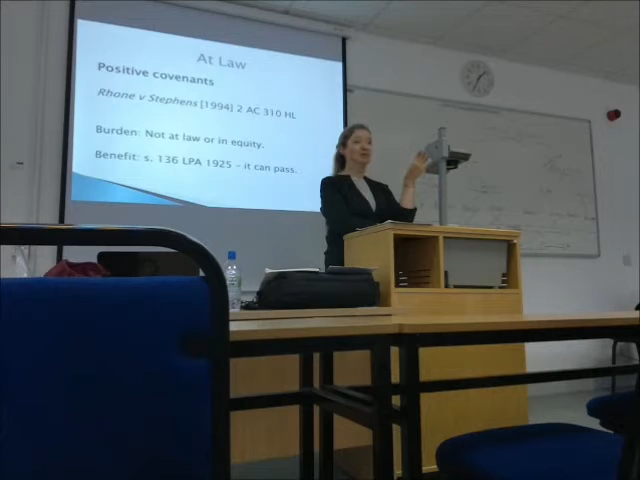 At Law
Positive covenants
Rhone v Stephens [1994] 2 AC 310 HL
Burden: Not at law or in equity.
Benefit: s. 136 LPA 1925 – it can pass.